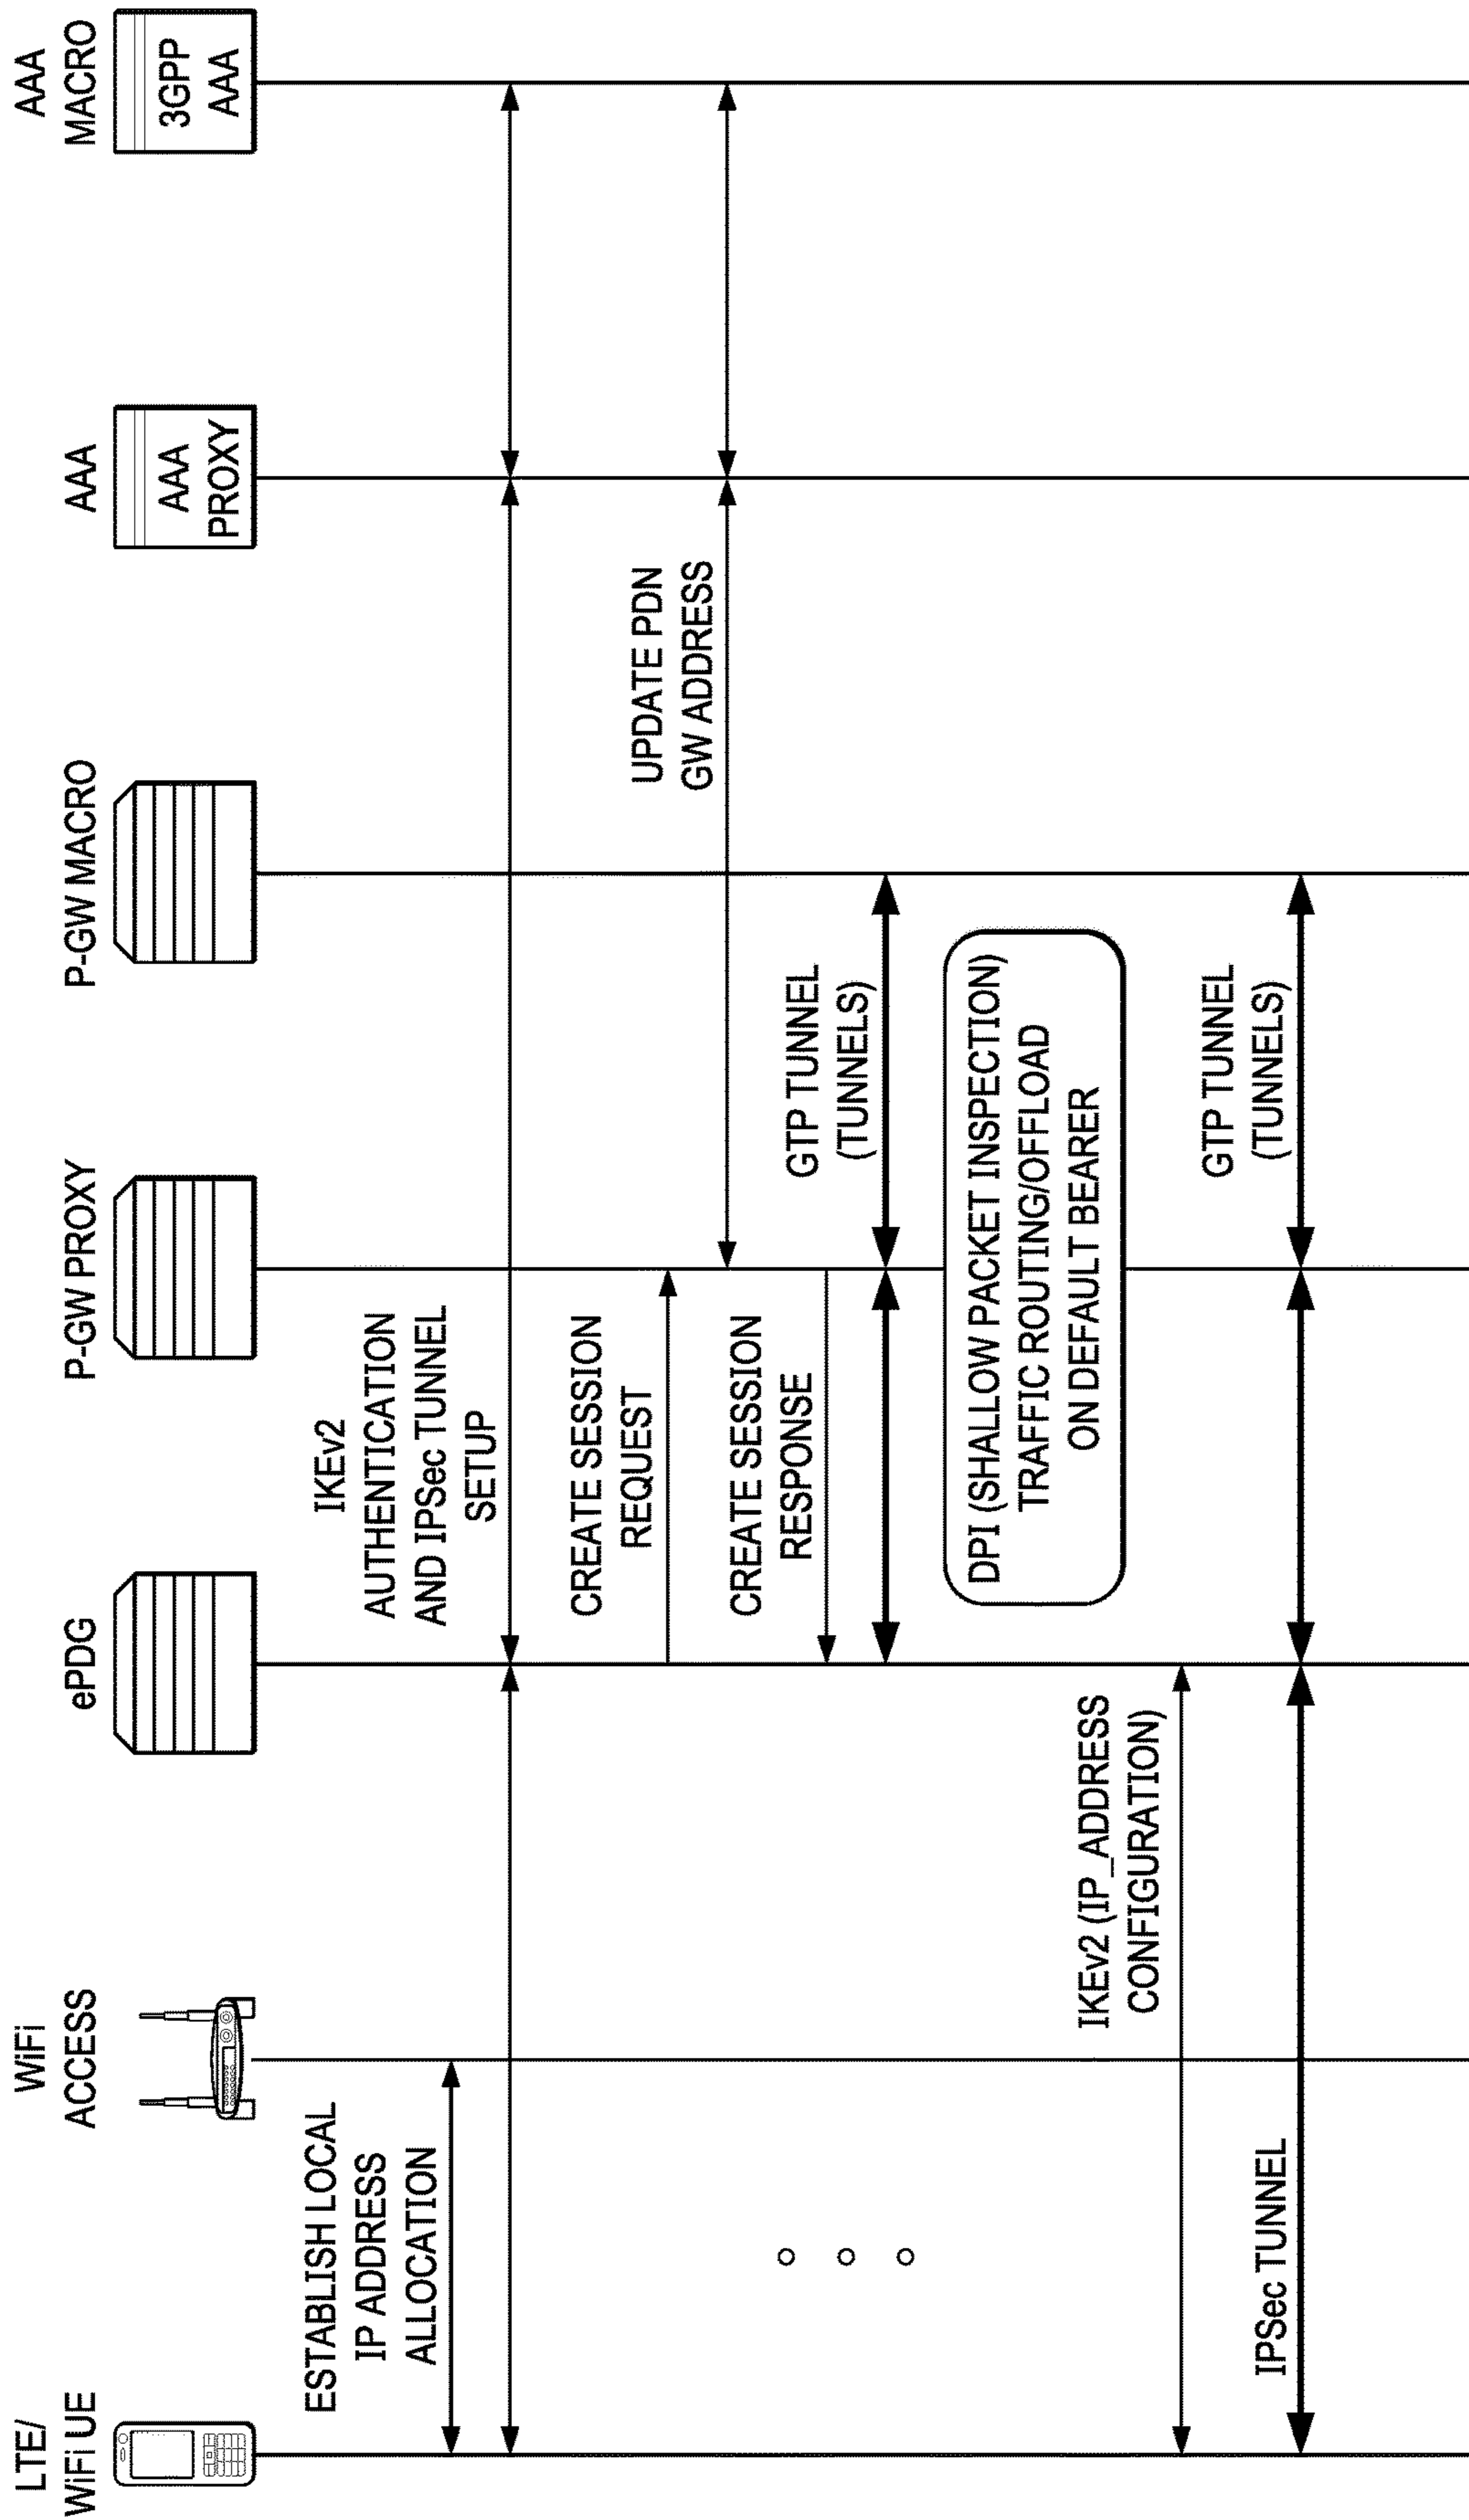 LTE/
WiFi UE
WiFi
ACCESS
ePDG
P-GW PROXY
P-GW MACRO
AAA
AAA
PROXY
AAA
MACRO
3GPP
AAA
ESTABLISH LOCAL
IP ADDRESS
ALLOCATION
IKEv2
AUTHENTICATION
AND IPSec TUNNEL
SETUP
CREATE SESSION
REQUEST
UPDATE PDN
GW ADDRESS
CREATE SESSION
RESPONSE
GTP TUNNEL
(TUNNELS)
DPI (SHALLOW PACKET INSPECTION)
TRAFFIC ROUTING/OFFLOAD
ON DEFAULT BEARER
IKEv2 (IP_ADDRESS
CONFIGURATION)
IPSec TUNNEL
GTP TUNNEL
(TUNNELS)